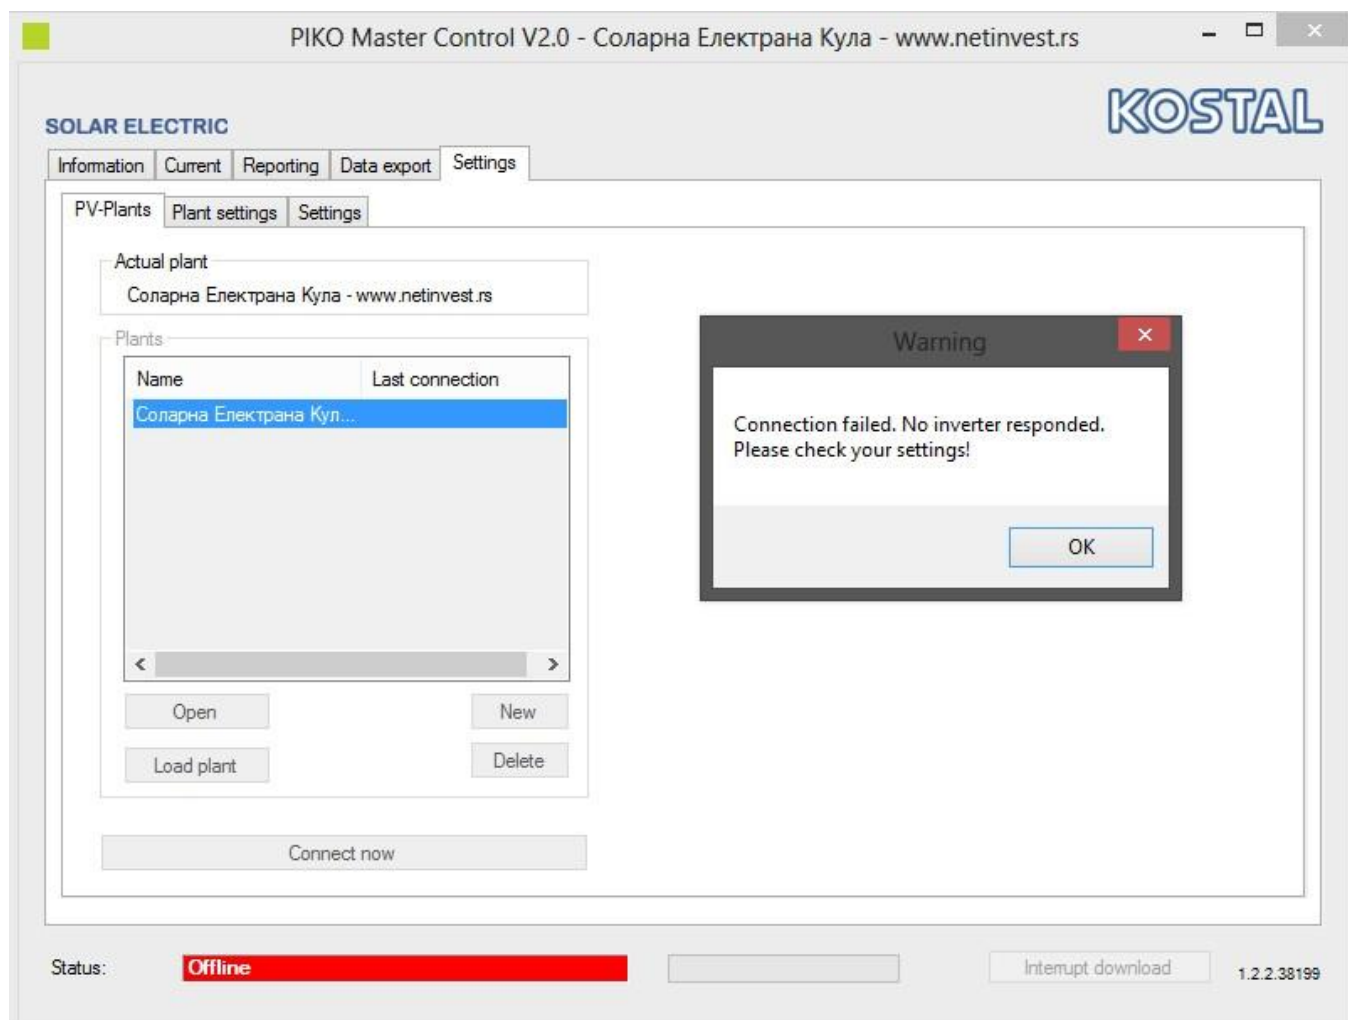 PIKO Master Control V2.0 - Соларна Електрана Кула - www.netinvest.rs
KOSTAL
SOLAR ELECTRIC
Information Current Reporting Data export Settings
PV-Plants Plant settings Settings
Actual plant
Соларна Електрана Кула - www.netinvest.rs
Plants
Name Last connection
Соларна Електрана Кул...
Open New
Load plant Delete
Connect now
Warning
Connection failed. No inverter responded.
Please check your settings!
OK
Status: Offline Interrupt download 1.2.2.38199